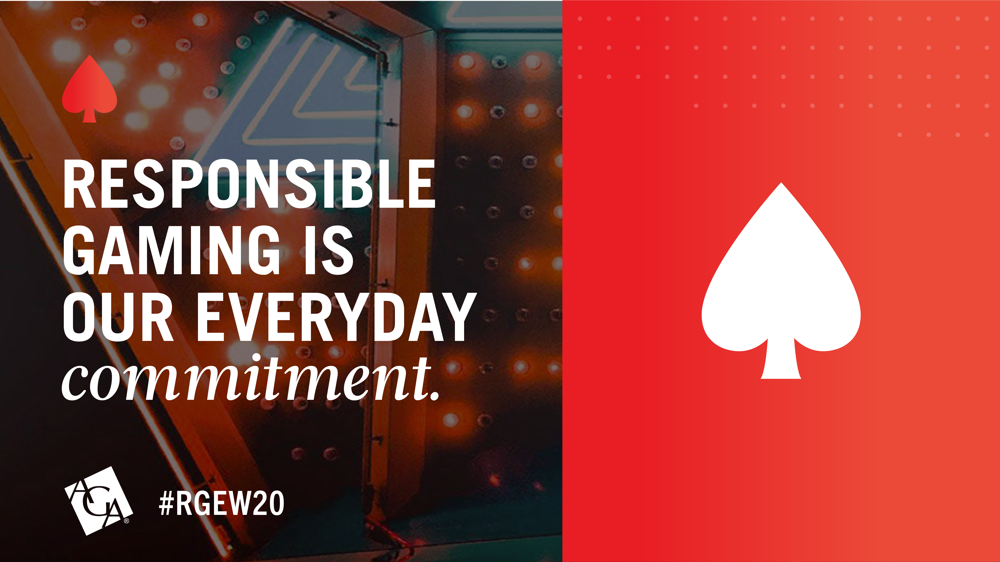 RESPONSIBLE
GAMING IS
OUR EVERYDAY
commitment.
AGA®
#RGEW20